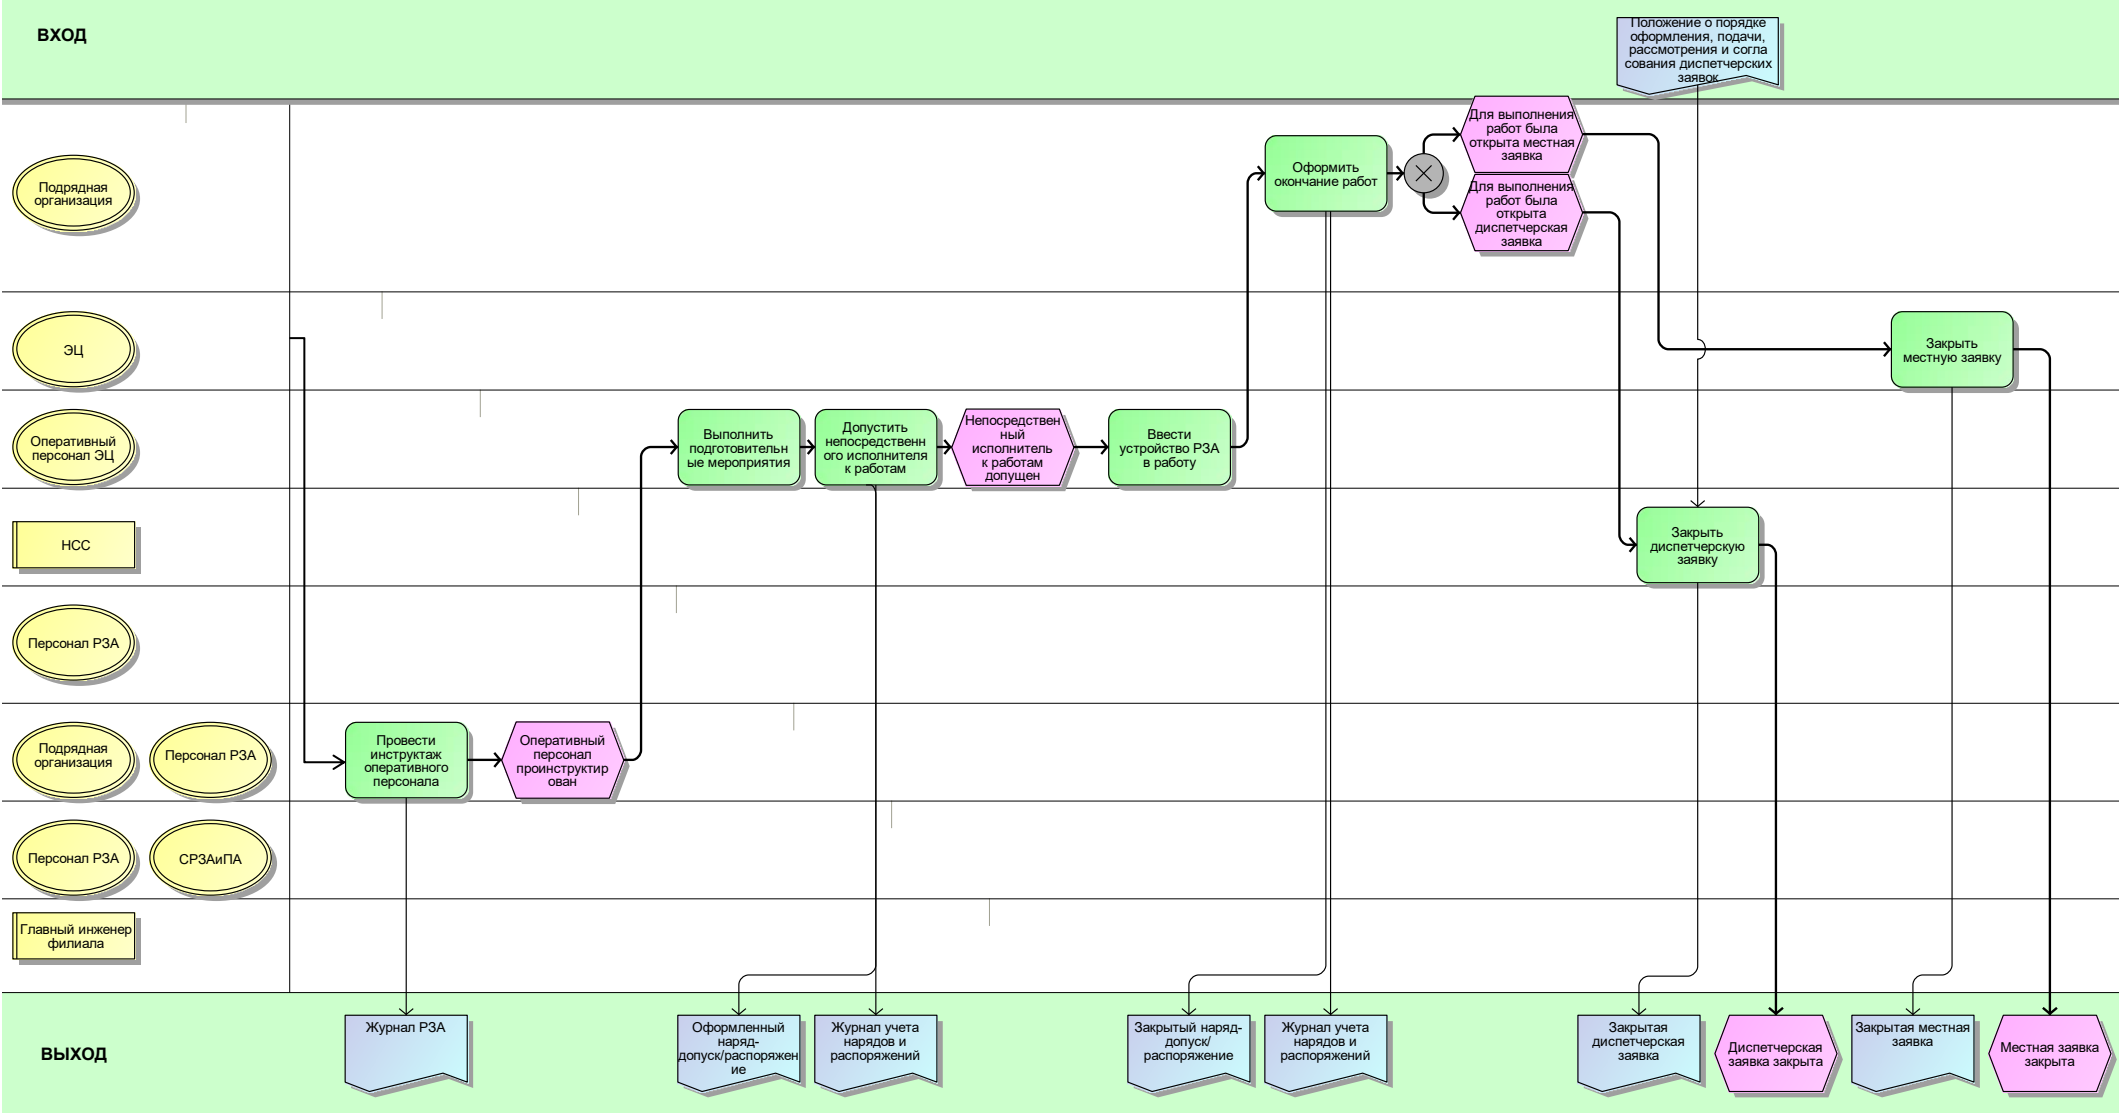 ВХОД
Положение о порядке
оформления, подачи,
рассмотрения и согла
сования диспетчерских
заявок
Подрядная
организация
Оформить
окончание работ
Для выполнения
работ была
открыта местная
заявка
Для выполнения
работ была
открыта
диспетчерская
заявка
ЭЦ
Закрыть
местную заявку
Оперативный
персонал ЭЦ
Выполнить
подготовительн
ые мероприятия
Допустить
непосредственн
ого исполнителя
к работам
Непосредствен
ный
исполнитель
к работам
допущен
Ввести
устройство РЗА
в работу
НСС
Закрыть
диспетчерскую
заявку
Персонал РЗА
Подрядная
организация
Персонал РЗА
Провести
инструктаж
оперативного
персонала
Оперативный
персонал
проинструктир
ован
Персонал РЗА
СРЗАиПА
Главный инженер
филиала
ВЫХОД
Журнал РЗА
Оформленный
наряд-
допуск/распоряжен
ие
Журнал учета
нарядов и
распоряжений
Закрытый наряд-
допуск/
распоряжение
Журнал учета
нарядов и
распоряжений
Закрытая
диспетчерская
заявка
Диспетчерская
заявка закрыта
Закрытая местная
заявка
Местная заявка
закрыта